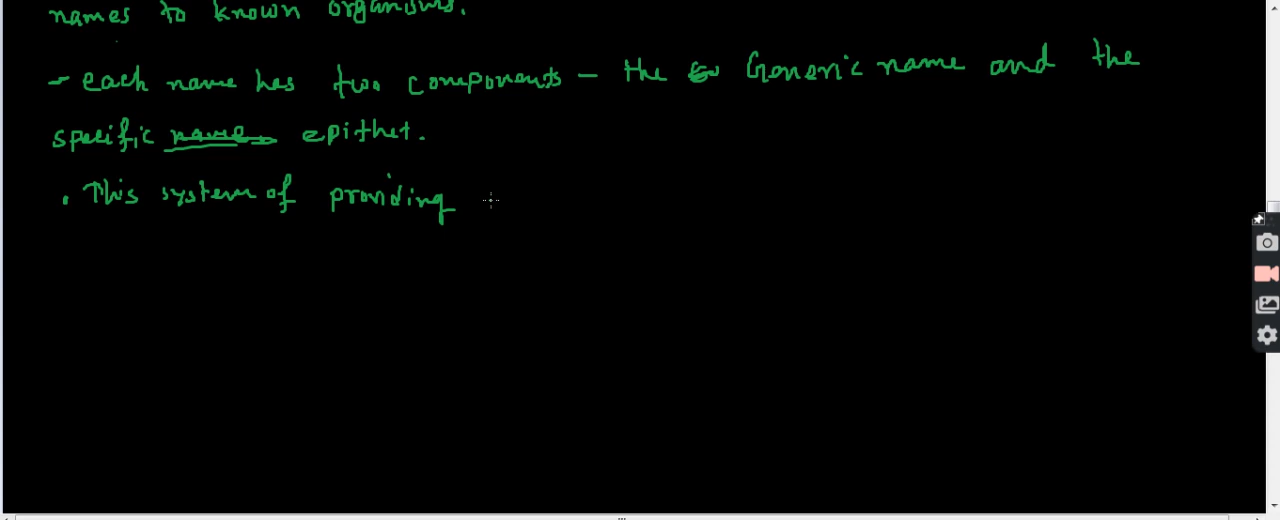 names to known organisms.
- each name has two components - the Generic name and the
specific name epithet.
. This system of providing